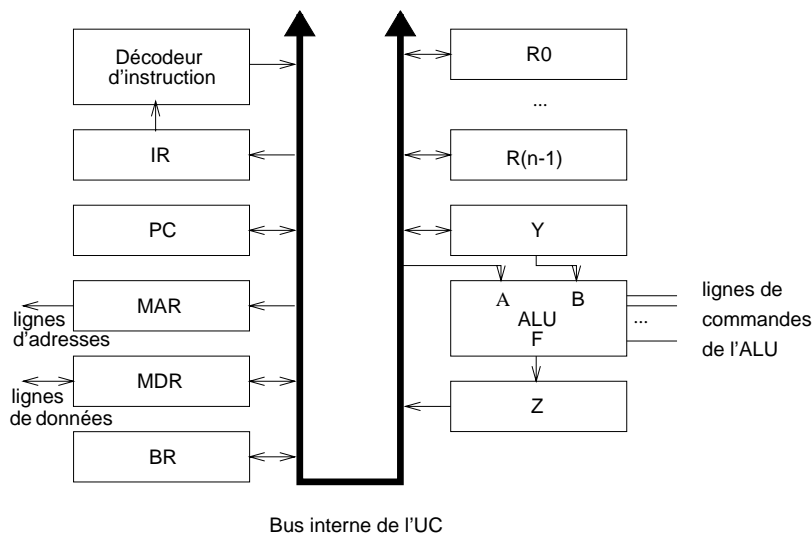 Décodeur
d'instruction
IR
PC
MAR
lignes
d'adresses
MDR
lignes
de données
BR
R0
...
R(n-1)
Y
A
B
ALU
F
Z
lignes de
...
commandes
de l'ALU
Bus interne de l'UC